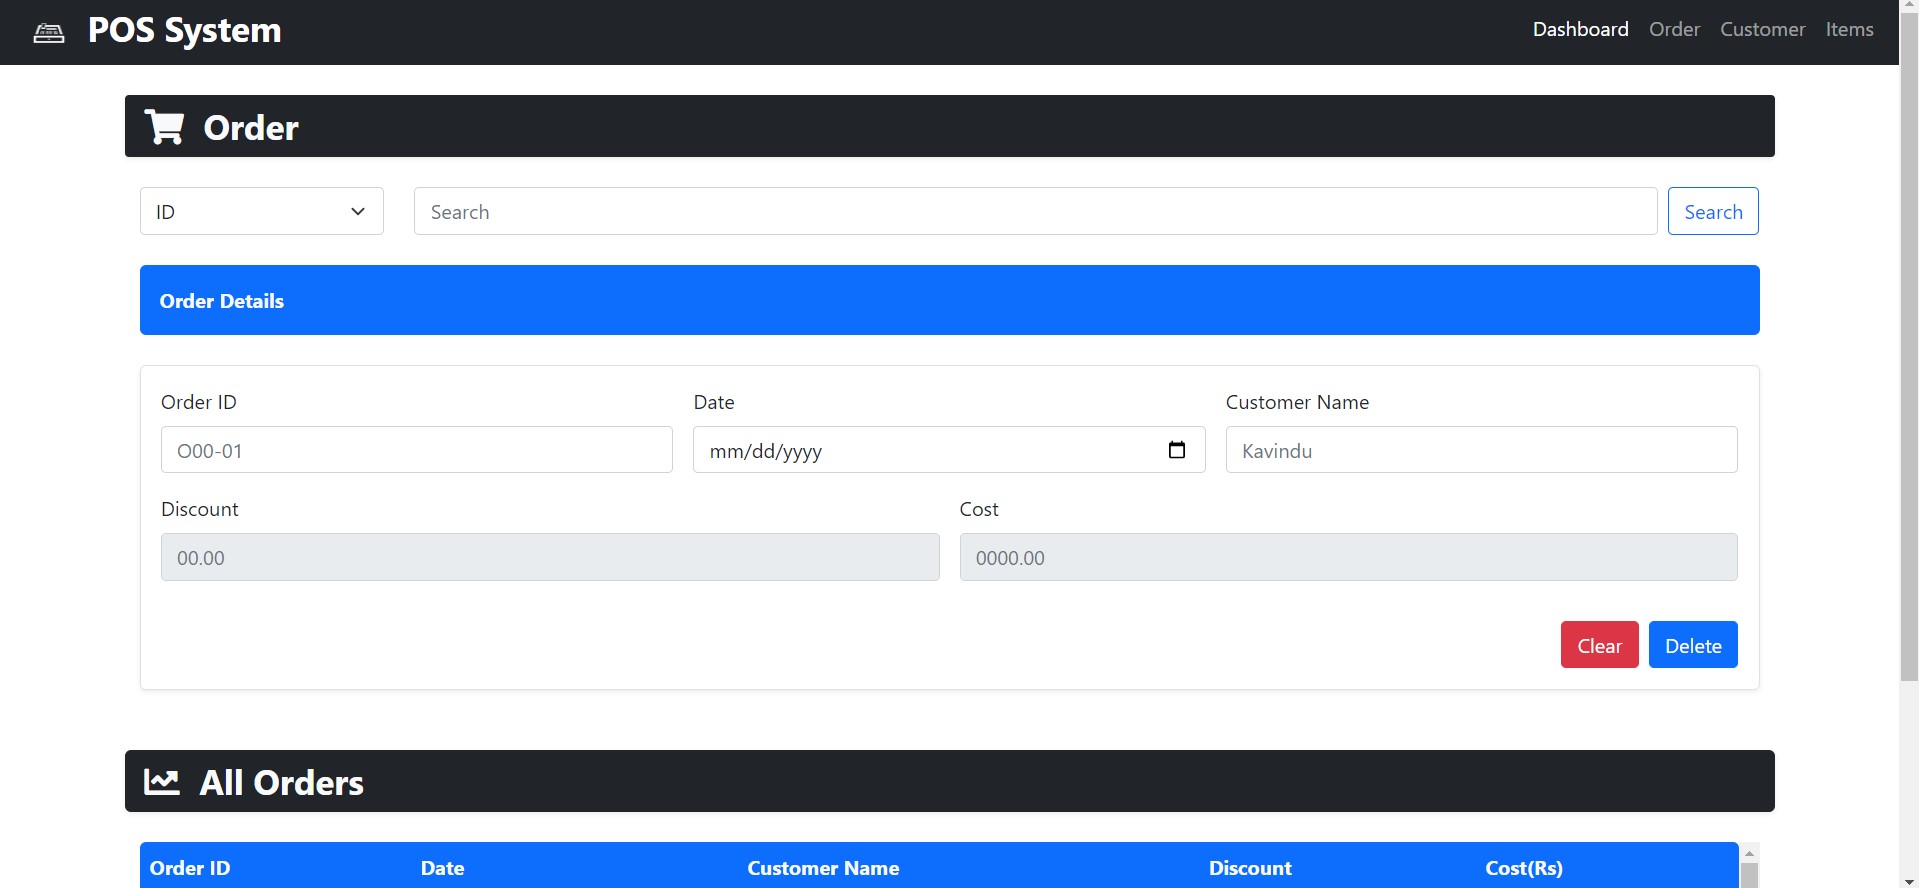 POS System
Dashboard Order Customer Items
Order
ID
Search
Search
Order Details
Order ID Date Customer Name
O00-01 mm/dd/yyyy Kavindu
Discount Cost
00.00 0000.00
Clear Delete
All Orders
Order ID Date Customer Name Discount Cost(Rs)